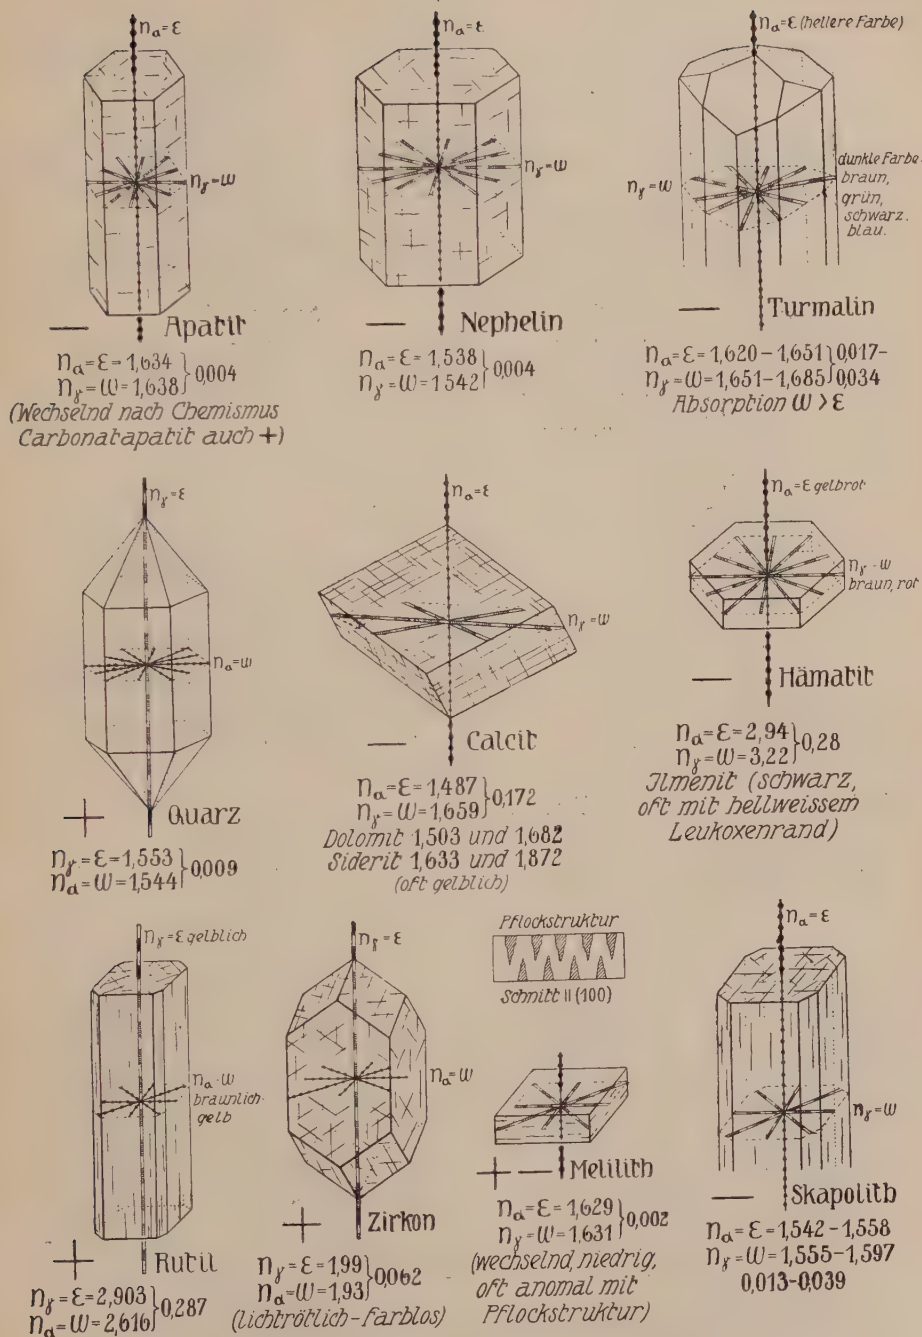 nα=ε
nγ=ω
— Apatit
nα=ε=1,634
nγ=ω=1,638 } 0,004
(Wechselnd nach Chemismus
Carbonatapatit auch +)
nα=ε
nγ=ω
— Nephelin
nα=ε=1,538
nγ=ω=1542 } 0,004
nα=ε (hellere Farbe)
nγ=ω
dunkle Farbe
braun,
grün,
schwarz.
blau.
— Turmalin
nα=ε=1,620-1,651 } 0,017-
nγ=ω=1,651-1,685 } 0,034
Absorption ω > ε
nγ=ε
nα=ω
+ Quarz
nγ=ε=1,553
nα=ω=1,544 } 0,009
nα=ε
nγ=ω
— Calcit
nα=ε=1,487
nγ=ω=1,659 } 0,172
Dolomit 1,503 und 1,682
Siderit 1,633 und 1,872
(oft gelblich)
nα=ε gelbrot
nγ-ω
braun, rot
— Hämatit
nα=ε=2,94
nγ=ω=3,22 } 0,28
Ilmenit (schwarz,
oft mit hellweissem
Leukoxenrand)
nγ=ε gelblich
nα-ω
bräunlich-
gelb
+ Rutil
nγ=ε=2,903
nα=ω=2,616 } 0,287
nγ=ε
nα=ω
+ Zirkon
nγ=ε=1,99
nα=ω=1,93 } 0,062
(lichtrötlich-farblos)
Pflockstruktur
Schnitt II (100)
+ — Melilith
nα=ε=1,629
nγ=ω=1,631 } 0,002
(wechselnd, niedrig,
oft anomal mit
Pflockstruktur)
nα=ε
nγ=ω
— Skapolith
nα=ε=1,542-1,558
nγ=ω=1,555-1,597
0,013-0,039